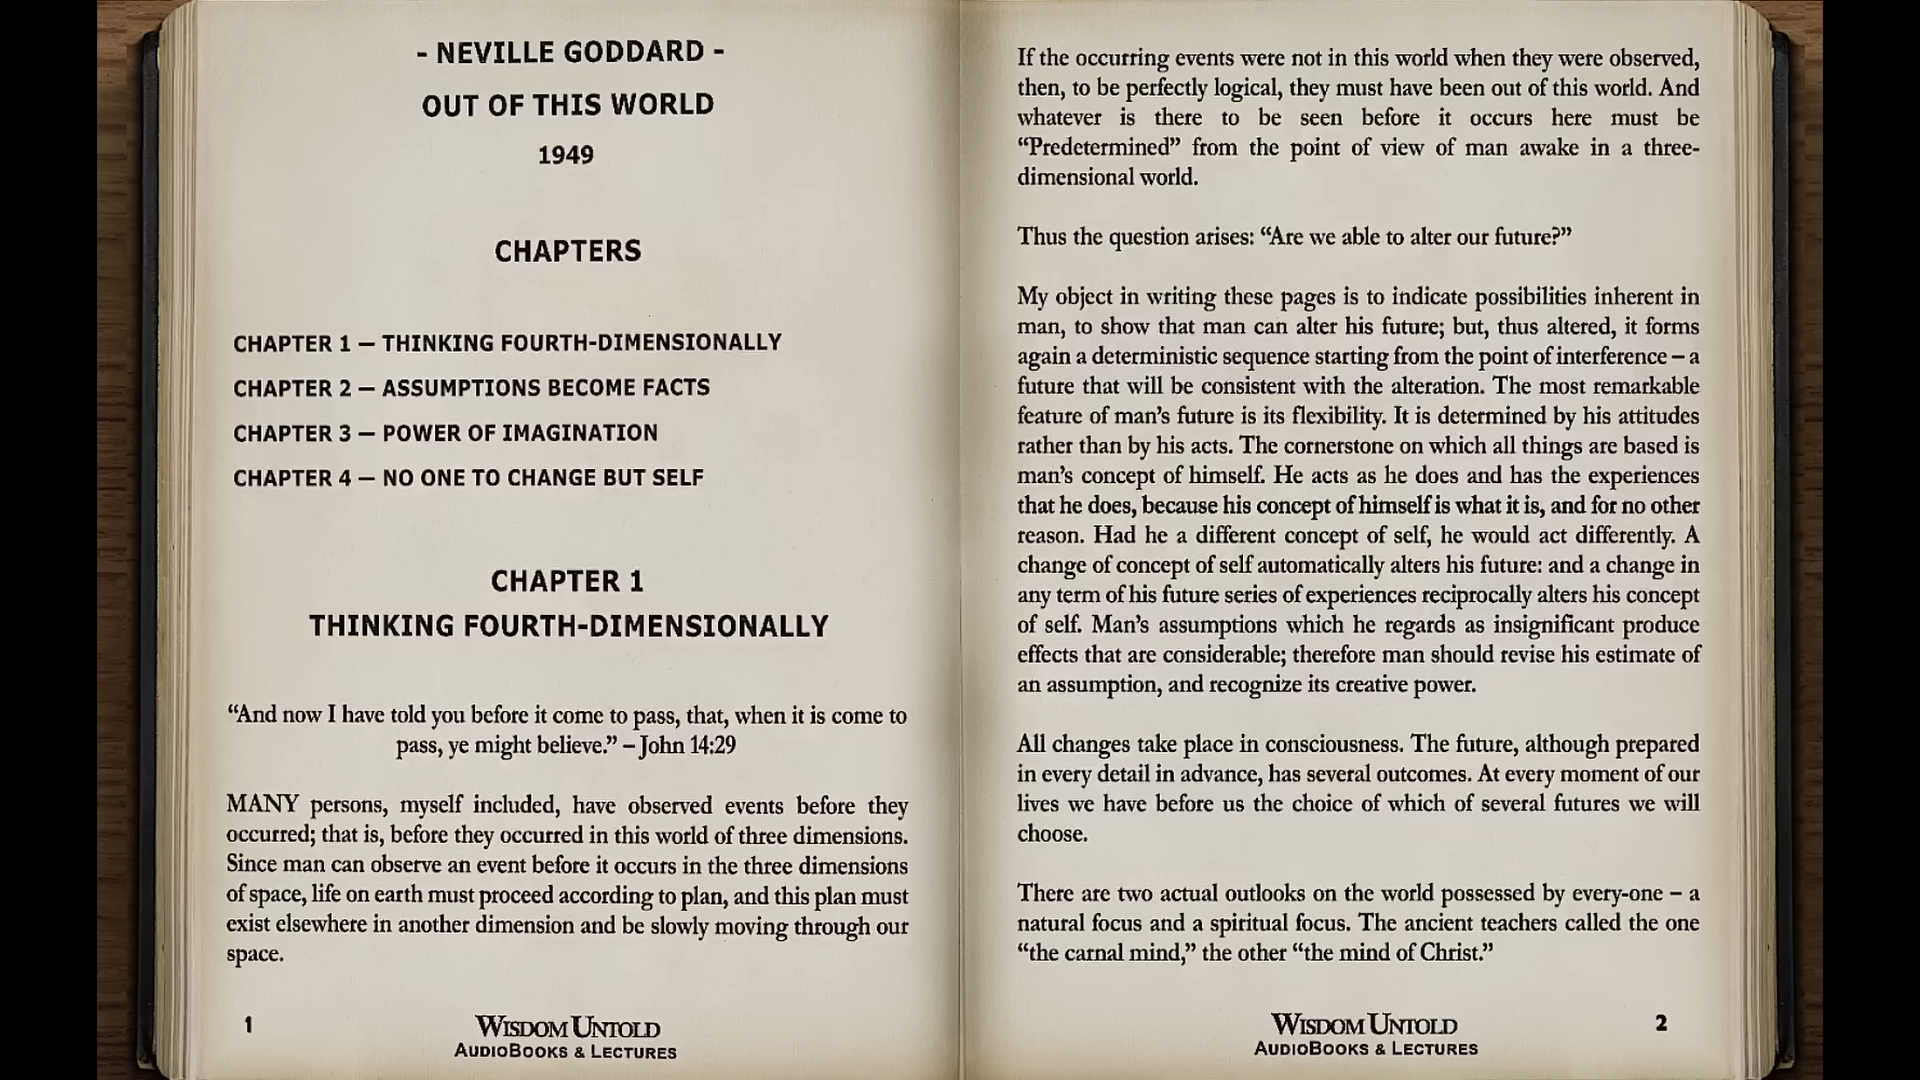 - NEVILLE GODDARD -
OUT OF THIS WORLD
1949
CHAPTERS
CHAPTER 1 – THINKING FOURTH-DIMENSIONALLY
CHAPTER 2 – ASSUMPTIONS BECOME FACTS
CHAPTER 3 – POWER OF IMAGINATION
CHAPTER 4 – NO ONE TO CHANGE BUT SELF
CHAPTER 1
THINKING FOURTH-DIMENSIONALLY
“And now I have told you before it come to pass, that, when it is come to
pass, ye might believe.” – John 14:29
MANY persons, myself included, have observed events before they
occurred; that is, before they occurred in this world of three dimensions.
Since man can observe an event before it occurs in the three dimensions
of space, life on earth must proceed according to plan, and this plan must
exist elsewhere in another dimension and be slowly moving through our
space.
1
WISDOM UNTOLD
AUDIOBOOKS & LECTURES
If the occurring events were not in this world when they were observed,
then, to be perfectly logical, they must have been out of this world. And
whatever is there to be seen before it occurs here must be
“Predetermined” from the point of view of man awake in a three-
dimensional world.
Thus the question arises: “Are we able to alter our future?”
My object in writing these pages is to indicate possibilities inherent in
man, to show that man can alter his future; but, thus altered, it forms
again a deterministic sequence starting from the point of interference – a
future that will be consistent with the alteration. The most remarkable
feature of man’s future is its flexibility. It is determined by his attitudes
rather than by his acts. The cornerstone on which all things are based is
man’s concept of himself. He acts as he does and has the experiences
that he does, because his concept of himself is what it is, and for no other
reason. Had he a different concept of self, he would act differently. A
change of concept of self automatically alters his future: and a change in
any term of his future series of experiences reciprocally alters his concept
of self. Man’s assumptions which he regards as insignificant produce
effects that are considerable; therefore man should revise his estimate of
an assumption, and recognize its creative power.
All changes take place in consciousness. The future, although prepared
in every detail in advance, has several outcomes. At every moment of our
lives we have before us the choice of which of several futures we will
choose.
There are two actual outlooks on the world possessed by every-one – a
natural focus and a spiritual focus. The ancient teachers called the one
“the carnal mind,” the other “the mind of Christ.”
WISDOM UNTOLD
AUDIOBOOKS & LECTURES
2